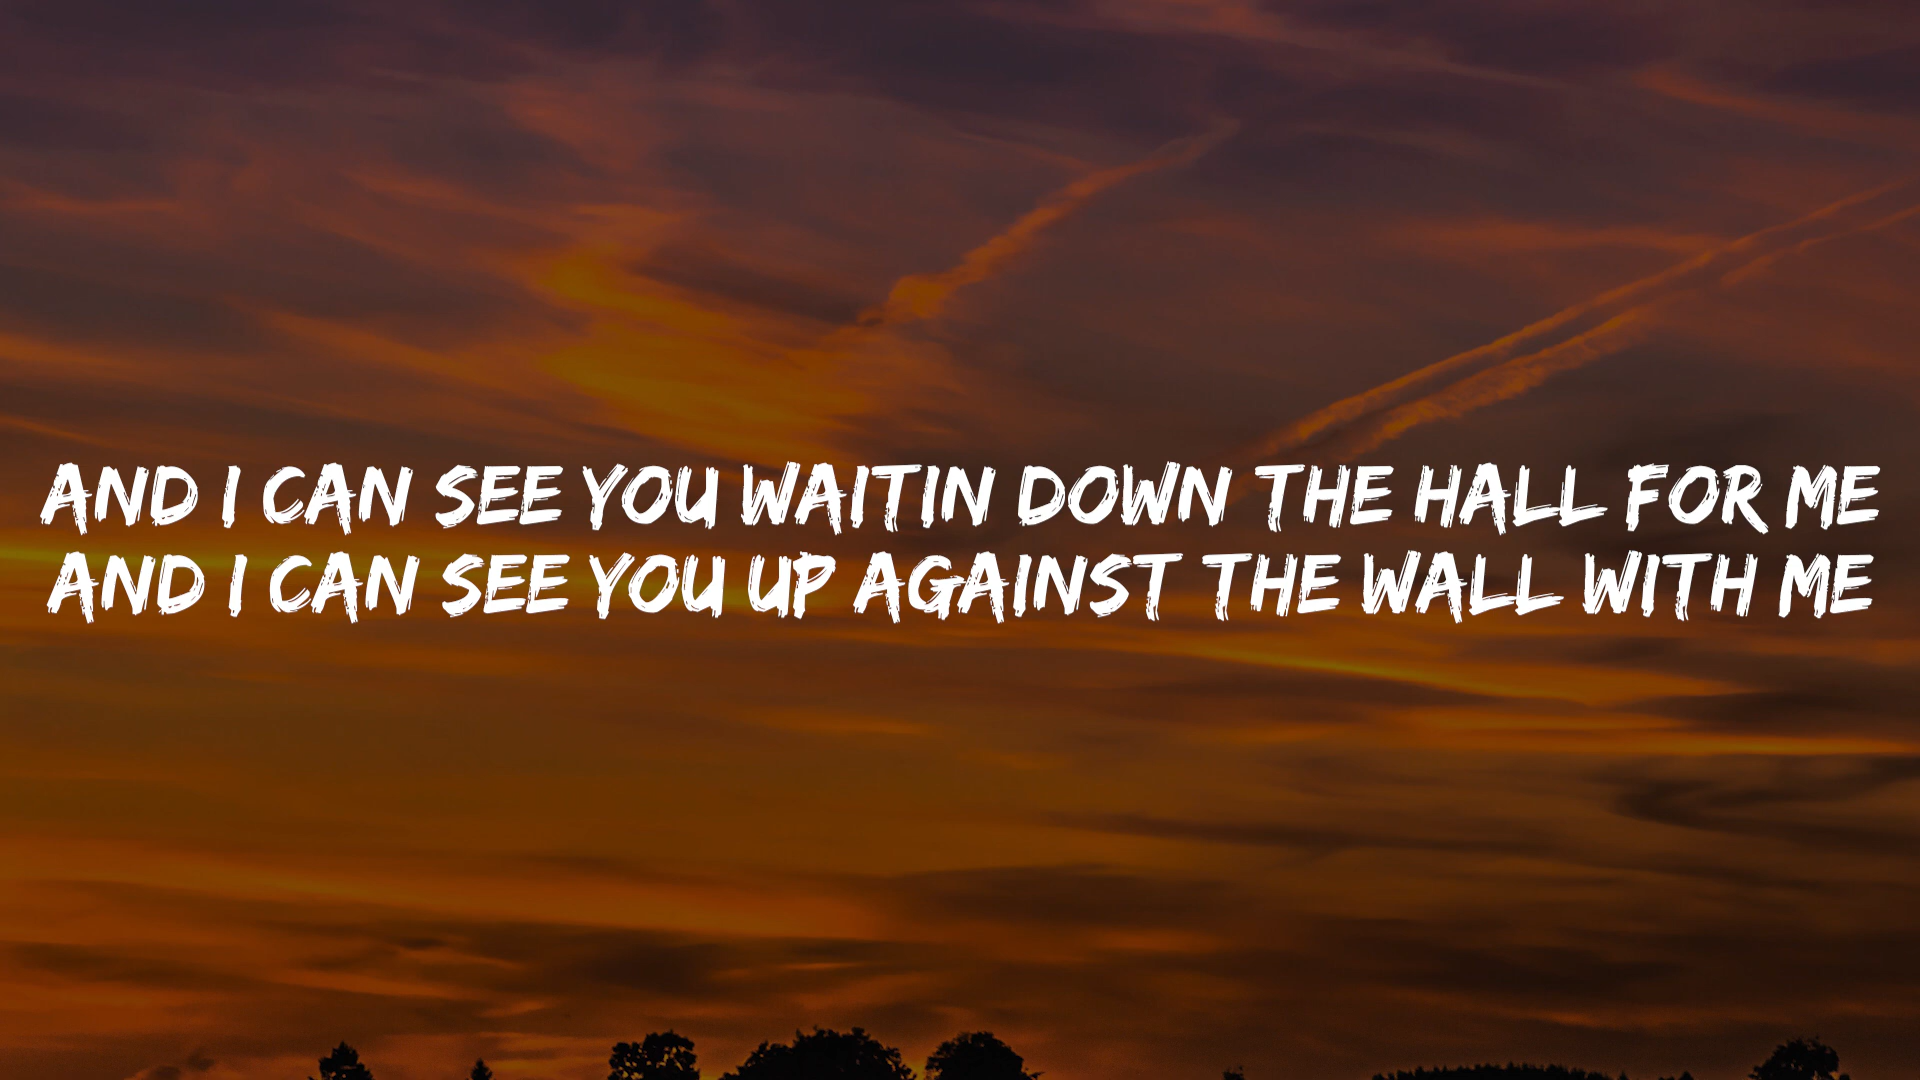 AND I CAN SEE YOU WAITIN DOWN THE HALL FOR ME
AND I CAN SEE YOU UP AGAINST THE WALL WITH ME